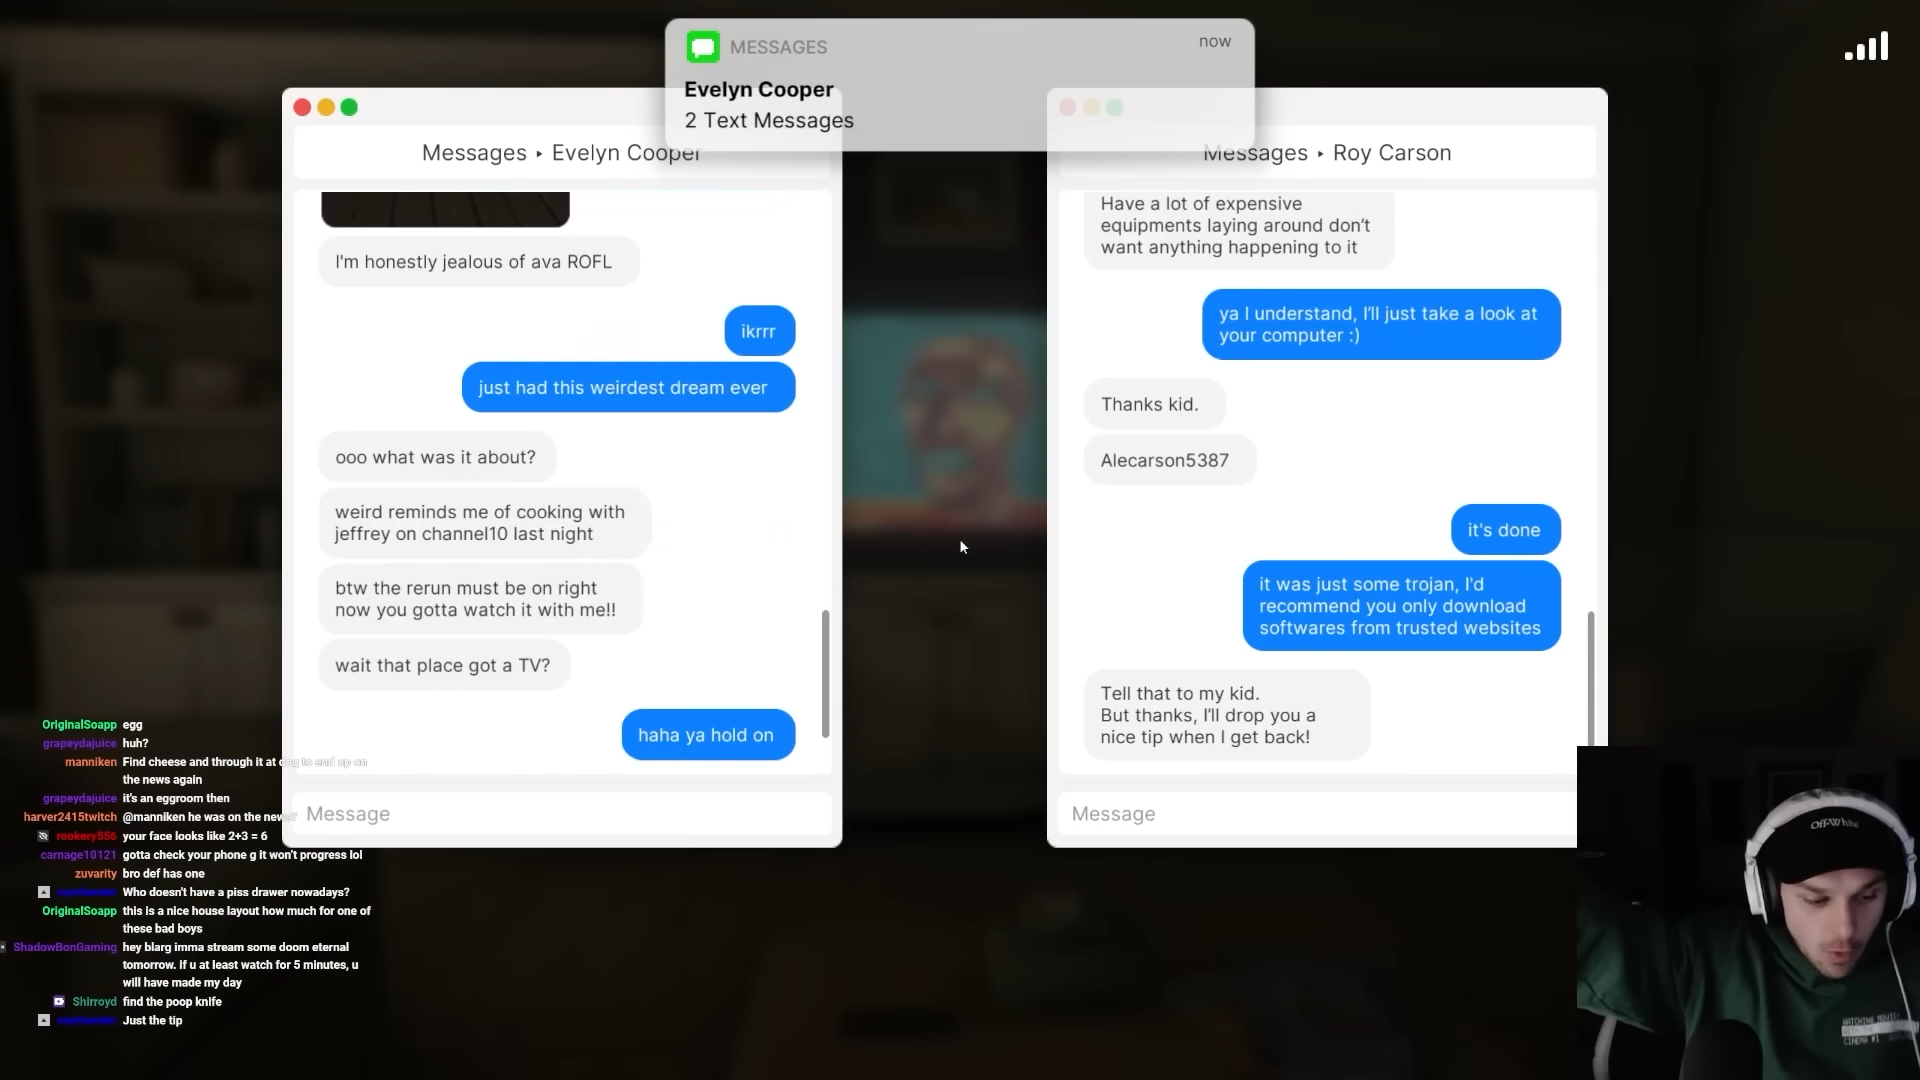 MESSAGES
now
Evelyn Cooper
2 Text Messages
Messages ▸ Evelyn Cooper
I'm honestly jealous of ava ROFL
ikrrr
just had this weirdest dream ever
ooo what was it about?
weird reminds me of cooking with
jeffrey on channel10 last night
btw the rerun must be on right
now you gotta watch it with me!!
wait that place got a TV?
haha ya hold on
Message
Messages ▸ Roy Carson
Have a lot of expensive
equipments laying around don't
want anything happening to it
ya I understand, I'll just take a look at
your computer :)
Thanks kid.
Alecarson5387
it's done
it was just some trojan, I'd
recommend you only download
softwares from trusted websites
Tell that to my kid.
But thanks, I'll drop you a
nice tip when I get back!
Message
OriginalSoapp egg
grapeydajuice huh?
manniken Find cheese and through it at dog to end up on
the news again
grapeydajuice it's an eggroom then
harver2415twitch @manniken he was on the news?
rookery556 your face looks like 2+3 = 6
carnage10121 gotta check your phone g it won't progress lol
zuvarity bro def has one
Who doesn't have a piss drawer nowadays?
OriginalSoapp this is a nice house layout how much for one of
these bad boys
ShadowBonGaming hey blarg imma stream some doom eternal
tomorrow. if u at least watch for 5 minutes, u
will have made my day
Shirroyd find the poop knife
Just the tip
Off-White
CINEMA #1